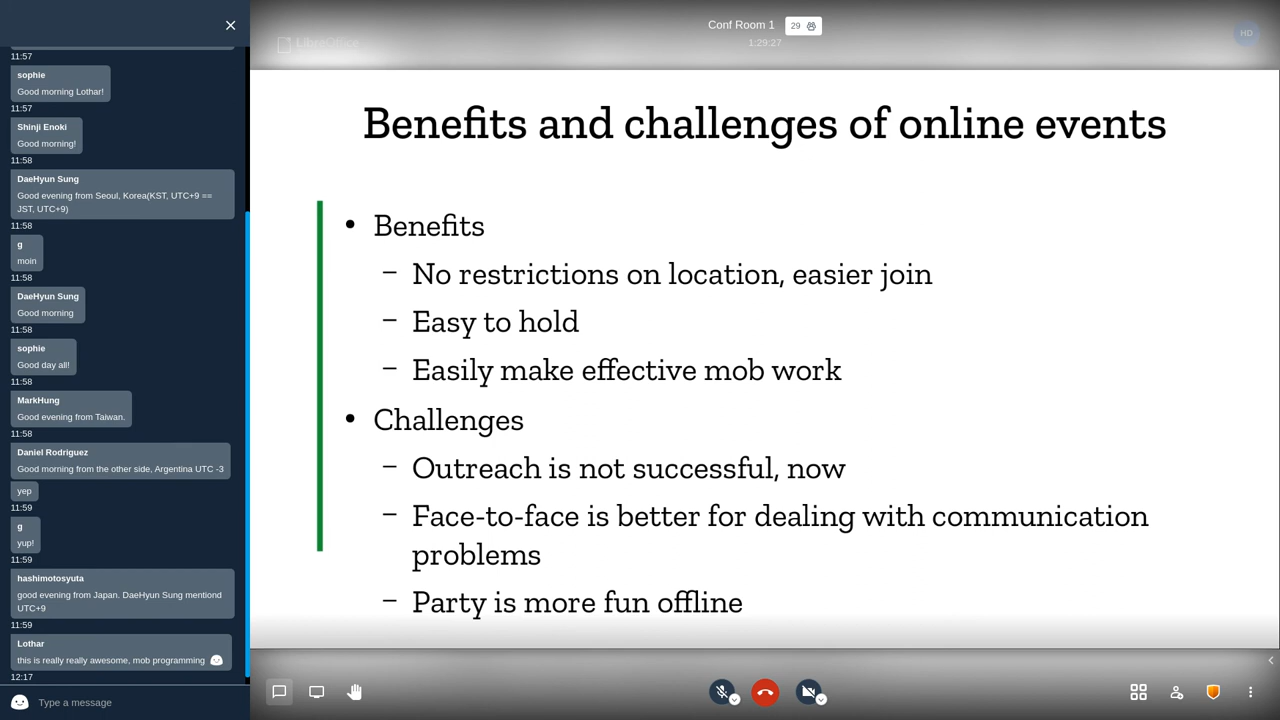 11:57
sophie
Good morning Lothar!
11:57
Shinji Enoki
Good morning!
11:58
DaeHyun Sung
Good evening from Seoul, Korea(KST, UTC+9 ==
JST, UTC+9)
11:58
g
moin
11:58
DaeHyun Sung
Good morning
11:58
sophie
Good day all!
11:58
MarkHung
Good evening from Taiwan.
11:58
Daniel Rodriguez
Good morning from the other side, Argentina UTC -3
yep
11:59
g
yup!
11:59
hashimotosyuta
good evening from Japan. DaeHyun Sung mentiond
UTC+9
11:59
Lothar
this is really really awesome, mob programming
12:17
Type a message
Conf Room 1 29
1:29:27
LibreOffice
HD
Benefits and challenges of online events
• Benefits
– No restrictions on location, easier join
– Easy to hold
– Easily make effective mob work
• Challenges
– Outreach is not successful, now
– Face-to-face is better for dealing with communication
problems
– Party is more fun offline